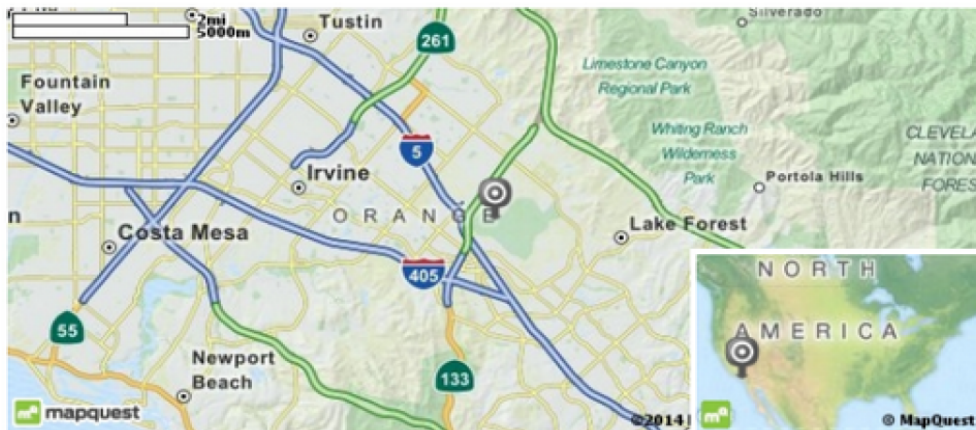 2mi
5000m
Tustin
261
Silverado
Fountain
Valley
Limestone Canyon
Regional Park
5
Whiting Ranch
Wilderness
Park
CLEVELA
NATION
FOREST
Irvine
Portola Hills
ORANGE
n
Costa Mesa
Lake Forest
405
NORTH
AMERICA
55
Newport
Beach
133
mapquest
©2014
m
© MapQuest